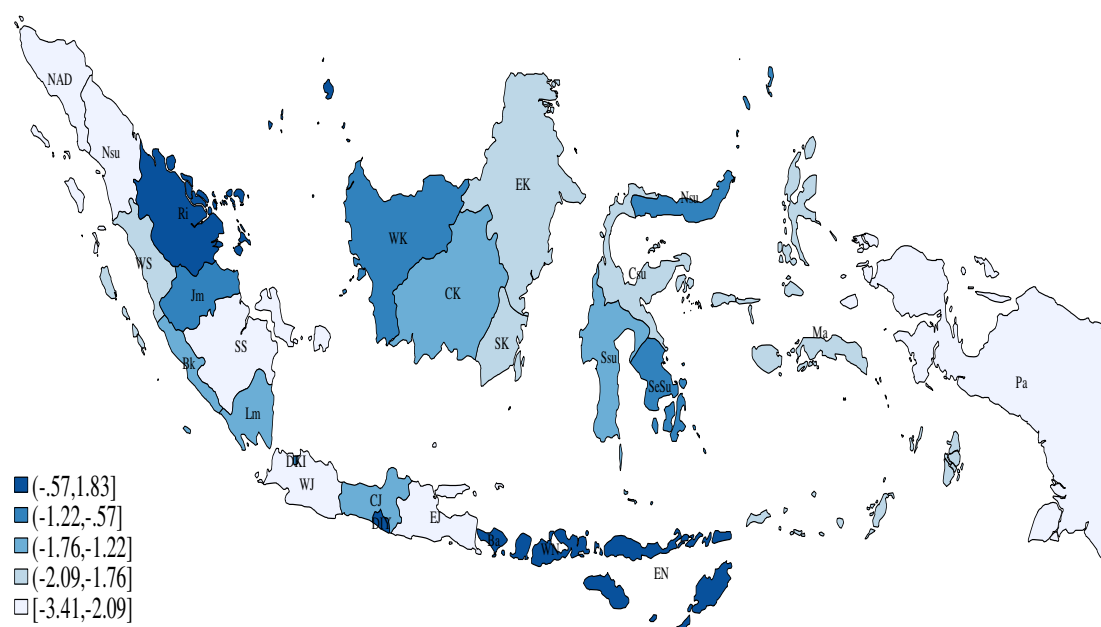 NAD
Nsu
EK
Nsu
Ri
WK
WS
Csu
Jm
CK
Ma
SS
SK
Ssu
Bk
Pa
SeSu
Lm
DKI
WJ
CJ
EJ
DIY
Ba
WN
EN
(-.57,1.83]
(-1.22,-.57]
(-1.76,-1.22]
(-2.09,-1.76]
[-3.41,-2.09]